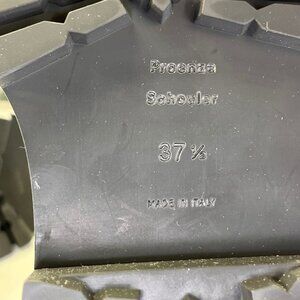 Proenza
Schouler
37 ½
MADE IN ITALY